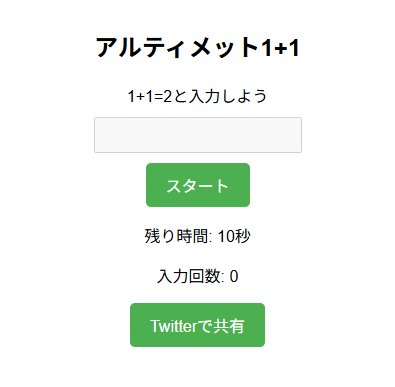 アルティメット1+1
1+1=2と入力しよう
スタート
残り時間: 10秒
入力回数: 0
Twitterで共有